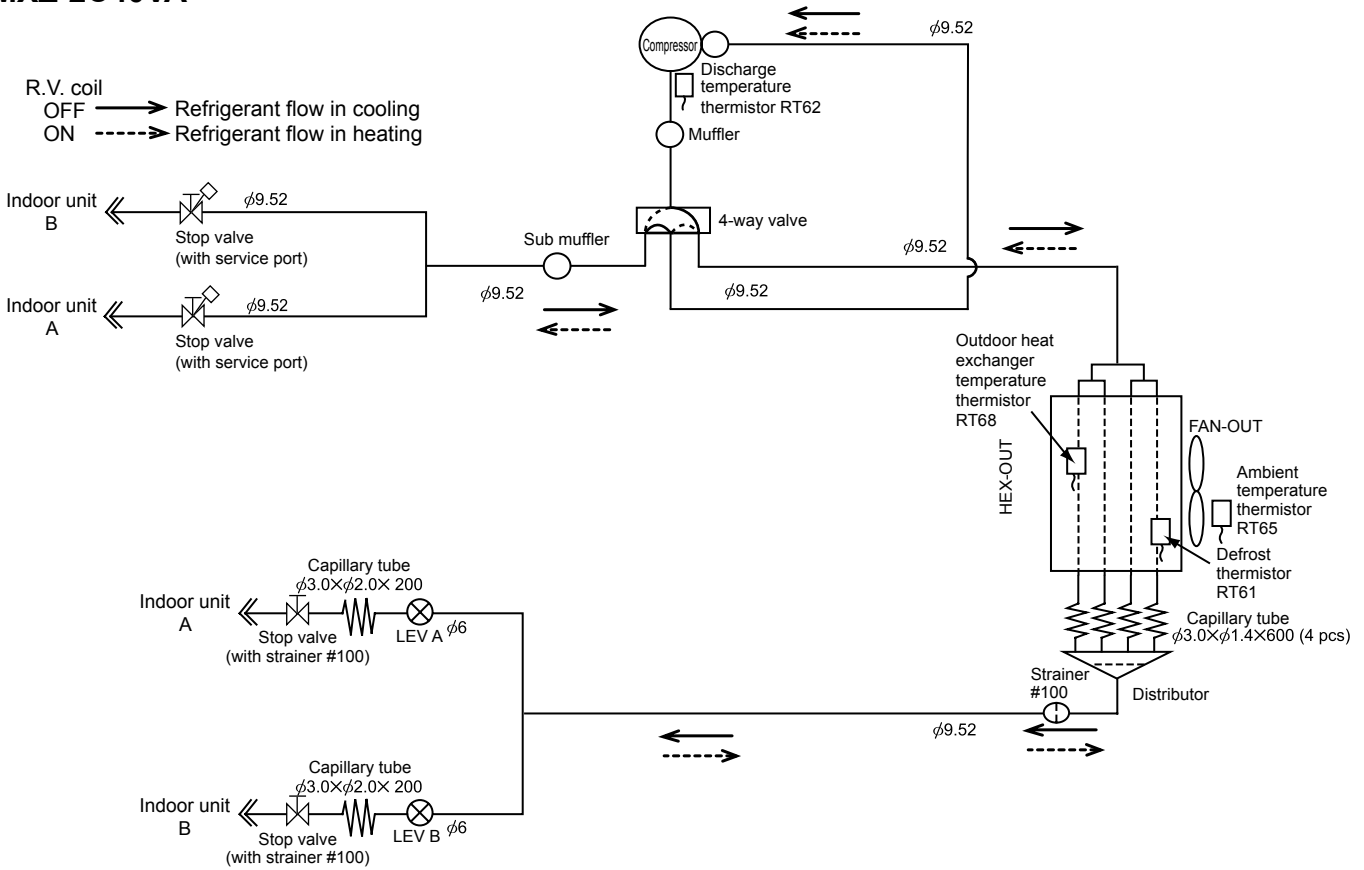 R.V. coil
OFF Refrigerant flow in cooling
ON Refrigerant flow in heating
Compressor
ϕ9.52
Discharge
temperature
thermistor RT62
Muffler
4-way valve
Indoor unit
B
ϕ9.52
Stop valve
(with service port)
Sub muffler
ϕ9.52
ϕ9.52
ϕ9.52
Indoor unit
A
ϕ9.52
Stop valve
(with service port)
Outdoor heat
exchanger
temperature
thermistor
RT68
HEX-OUT
FAN-OUT
Ambient
temperature
thermistor
RT65
Defrost
thermistor
RT61
Capillary tube
ϕ3.0×ϕ1.4×600 (4 pcs)
Distributor
Strainer
#100
ϕ9.52
Capillary tube
ϕ3.0×ϕ2.0× 200
Indoor unit
A
Stop valve
(with strainer #100)
LEV A
ϕ6
Capillary tube
ϕ3.0×ϕ2.0× 200
Indoor unit
B
Stop valve
(with strainer #100)
LEV B
ϕ6